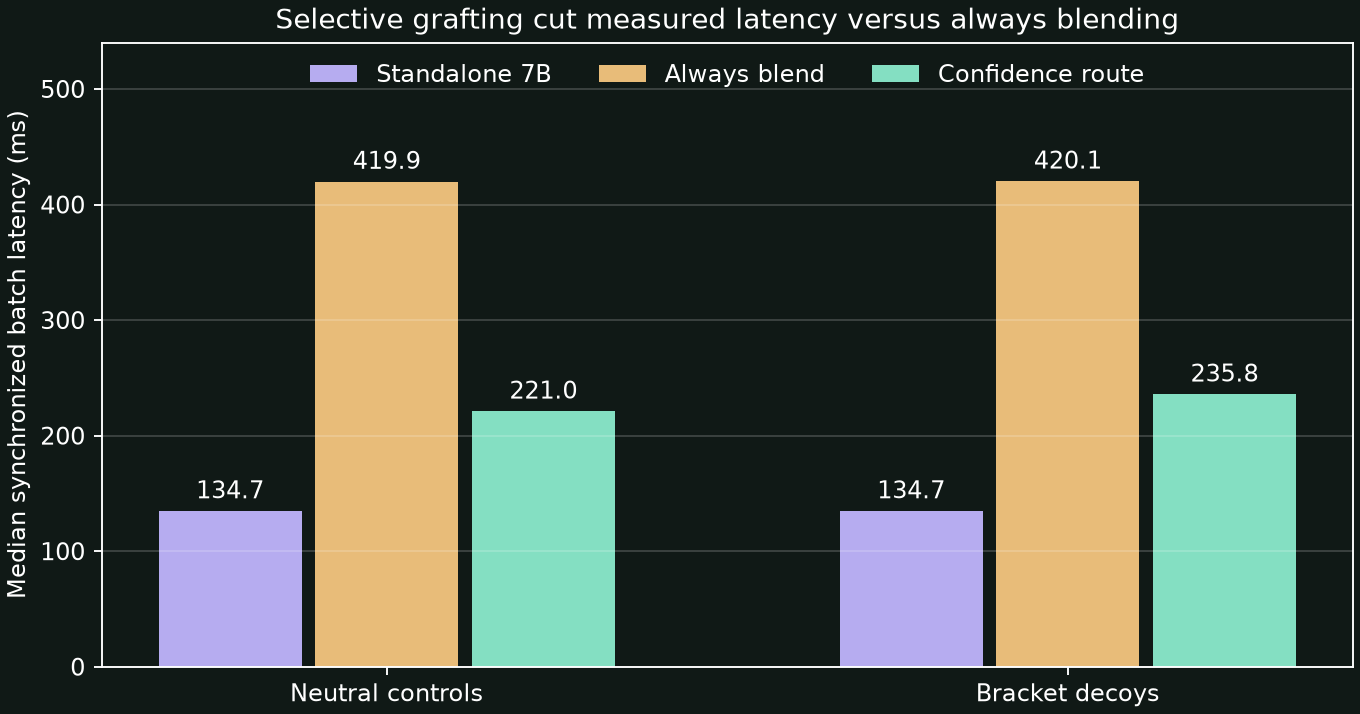 Selective grafting cut measured latency versus always blending
Standalone 7B
Always blend
Confidence route
Median synchronized batch latency (ms)
500
400
300
200
100
0
134.7
419.9
221.0
134.7
420.1
235.8
Neutral controls
Bracket decoys